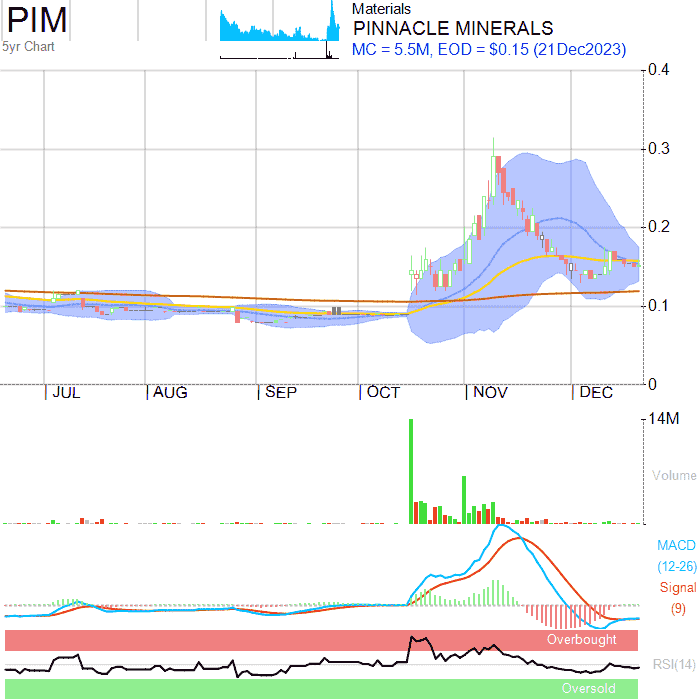 PIM
5yr Chart
Materials
PINNACLE MINERALS
MC = 5.5M, EOD = $0.15 (21Dec2023)
0.4
0.3
0.2
0.1
0
JUL
AUG
SEP
OCT
NOV
DEC
14M
Volume
MACD
(12-26)
Signal
(9)
Overbought
RSI(14)
Oversold